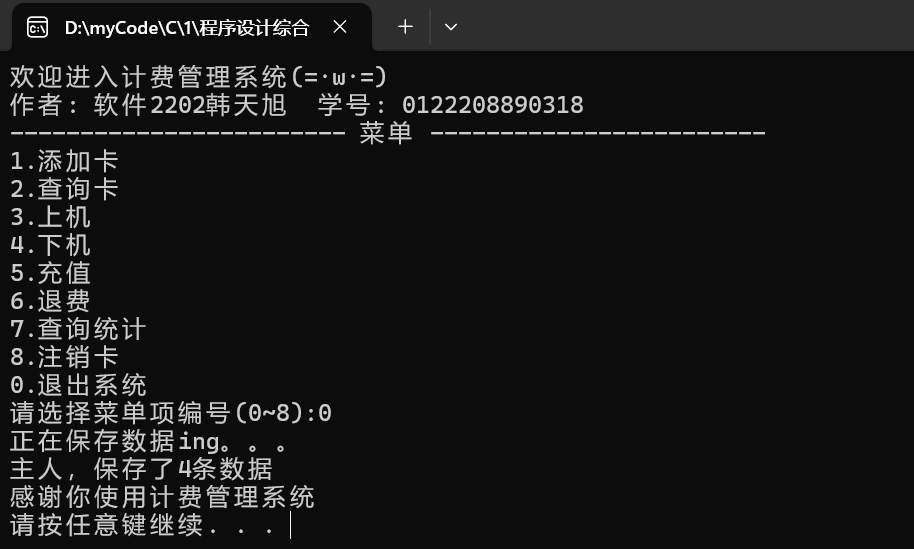 D:\myCode\C\1\程序设计综合
欢迎进入计费管理系统(=·ω·=)
作者: 软件2202韩天旭  学号: 0122208890318
------------------------ 菜单 ------------------------
1.添加卡
2.查询卡
3.上机
4.下机
5.充值
6.退费
7.查询统计
8.注销卡
0.退出系统
请选择菜单项编号(0~8):0
正在保存数据ing。。。
主人, 保存了4条数据
感谢你使用计费管理系统
请按任意键继续. . .